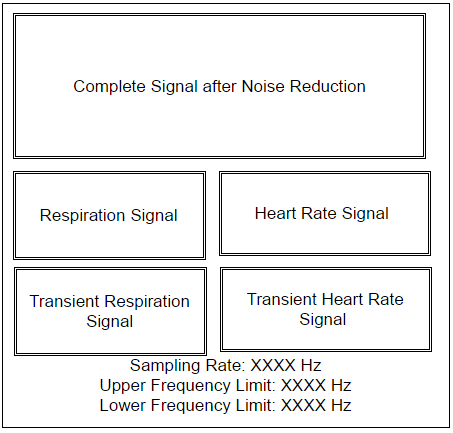 Complete Signal after Noise Reduction
Respiration Signal
Heart Rate Signal
Transient Respiration
Signal
Transient Heart Rate
Signal
Sampling Rate: XXXX Hz
Upper Frequency Limit: XXXX Hz
Lower Frequency Limit: XXXX Hz